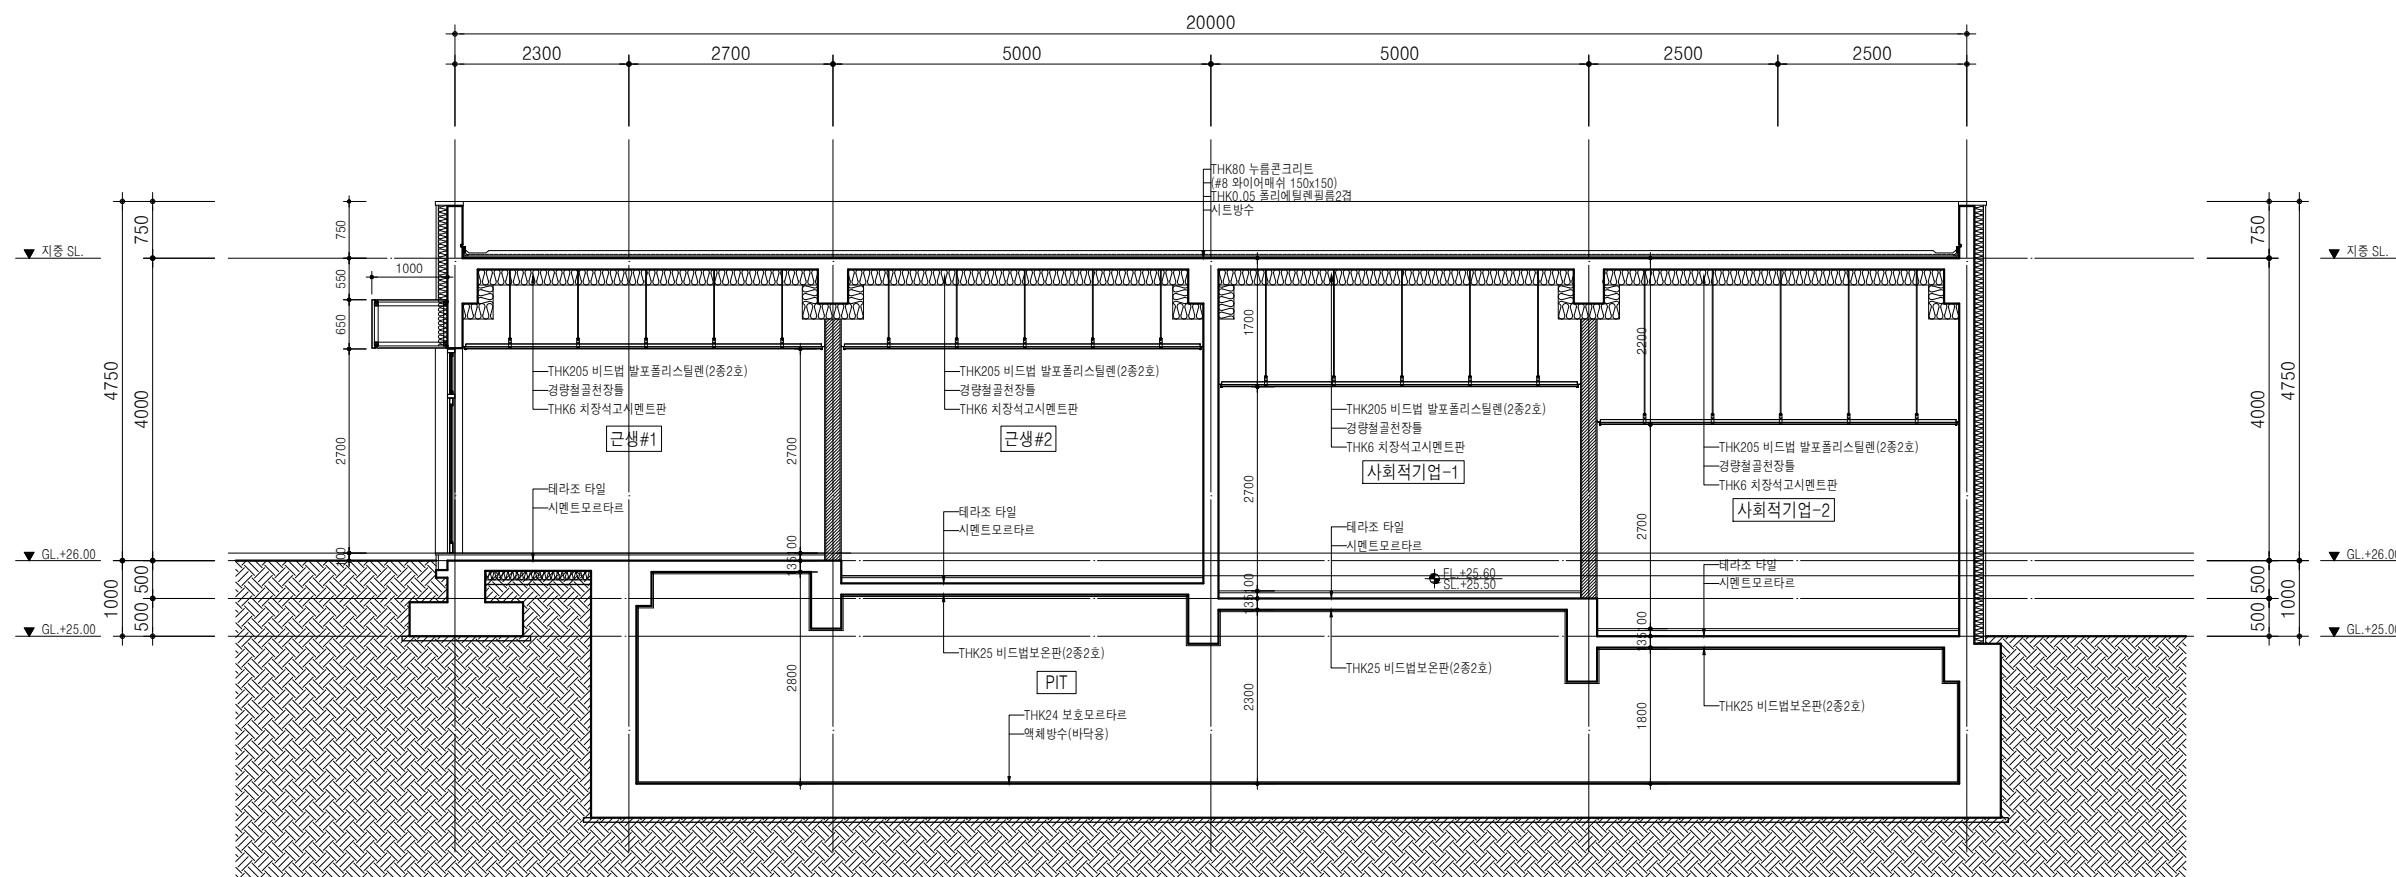 20000
2300
2700
5000
5000
2500
2500
THK80 누름콘크리트
(#8 와이어매쉬 150x150)
THK0.05 폴리에틸렌필름2겹
시트방수
750
750
750
지중 SL.
지중 SL.
1000
550
650
1700
2200
4750
4000
4000
4750
THK205 비드법 발포폴리스틸렌(2종2호)
경량철골천장틀
THK6 치장석고시멘트판
THK205 비드법 발포폴리스틸렌(2종2호)
경량철골천장틀
THK6 치장석고시멘트판
THK205 비드법 발포폴리스틸렌(2종2호)
경량철골천장틀
THK6 치장석고시멘트판
THK205 비드법 발포폴리스틸렌(2종2호)
경량철골천장틀
THK6 치장석고시멘트판
근생#1
근생#2
사회적기업-1
사회적기업-2
2700
2700
2700
2700
테라조 타일
시멘트모르타르
테라조 타일
시멘트모르타르
테라조 타일
시멘트모르타르
테라조 타일
시멘트모르타르
GL.+26.00
GL.+26.00
100
135100
135100
135100
FL.+25.60
SL.+25.50
1000
500
500
500
500
1000
GL.+25.00
GL.+25.00
THK25 비드법보온판(2종2호)
THK25 비드법보온판(2종2호)
THK25 비드법보온판(2종2호)
PIT
2800
2300
1800
THK24 보호모르타르
액체방수(바닥용)